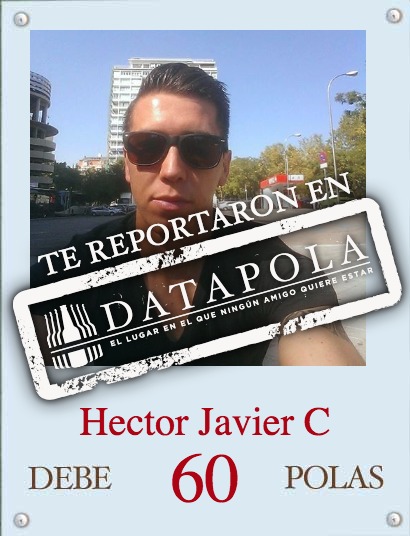 TE REPORTARON EN
DATAPOLA
EL LUGAR EN EL QUE NINGÚN AMIGO QUIERE ESTAR
Hector Javier C
DEBE 60 POLAS